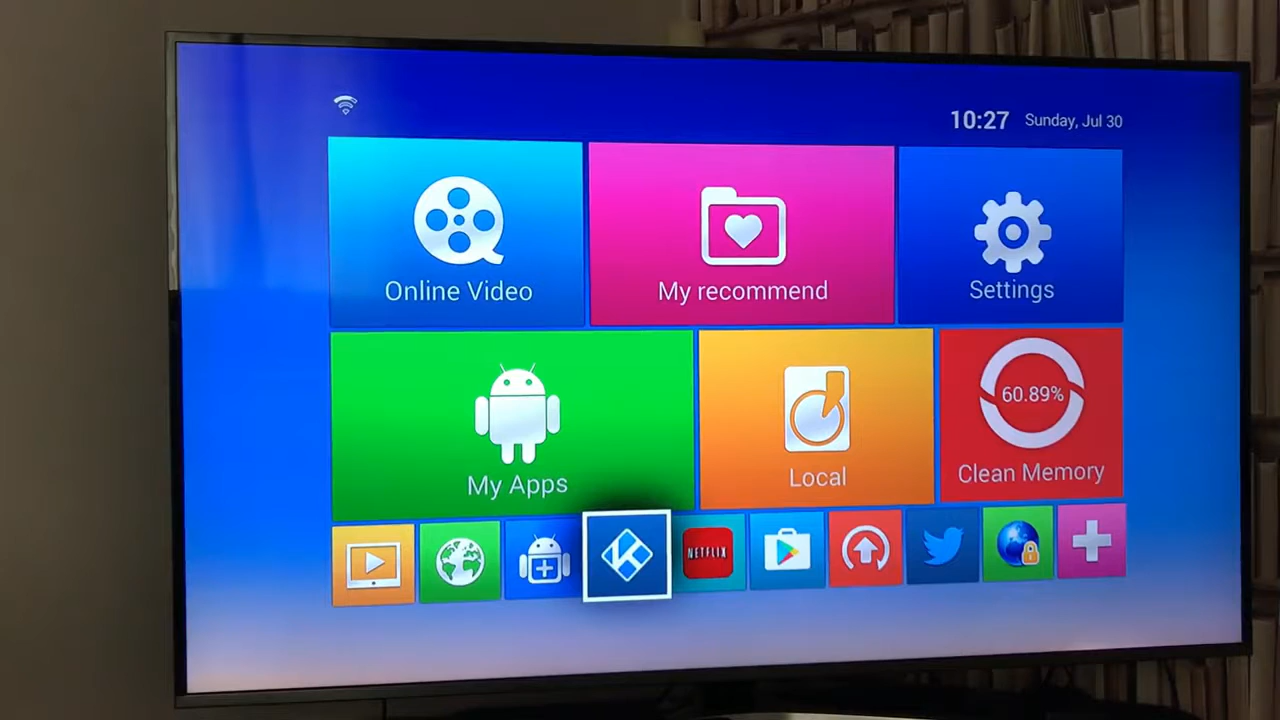 10:27 Sunday, Jul 30
Online Video
My recommend
Settings
My Apps
Local
60.89%
Clean Memory
NETFLIX